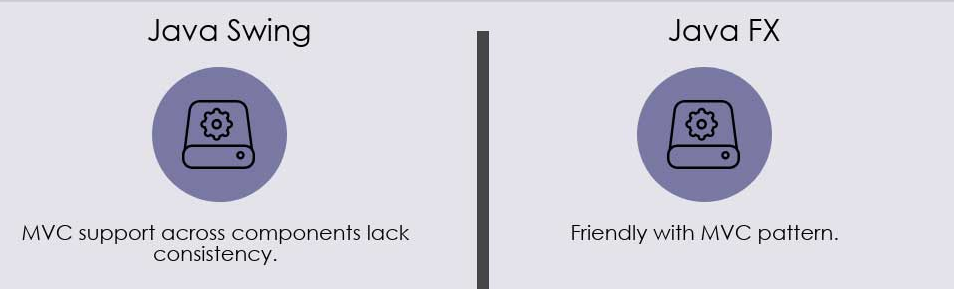 Java Swing
MVC support across components lack
consistency.
Java FX
Friendly with MVC pattern.